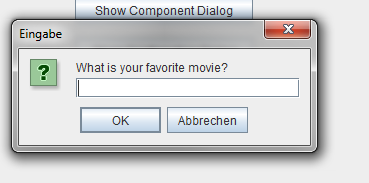 Show Component Dialog
Eingabe
?
What is your favorite movie?
OK Abbrechen